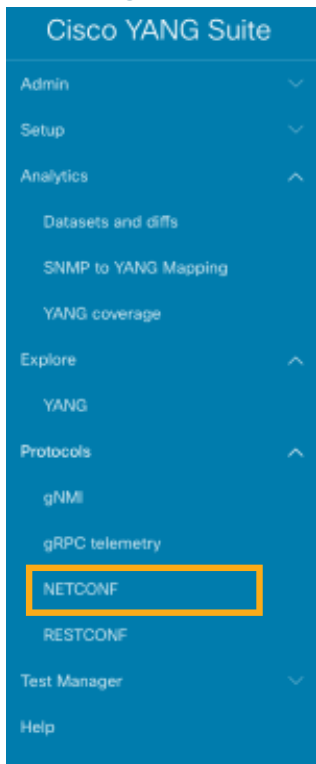 Cisco YANG Suite
Admin
Setup
Analytics
Datasets and diffs
SNMP to YANG Mapping
YANG coverage
Explore
YANG
Protocols
gNMI
gRPC telemetry
NETCONF
RESTCONF
Test Manager
Help